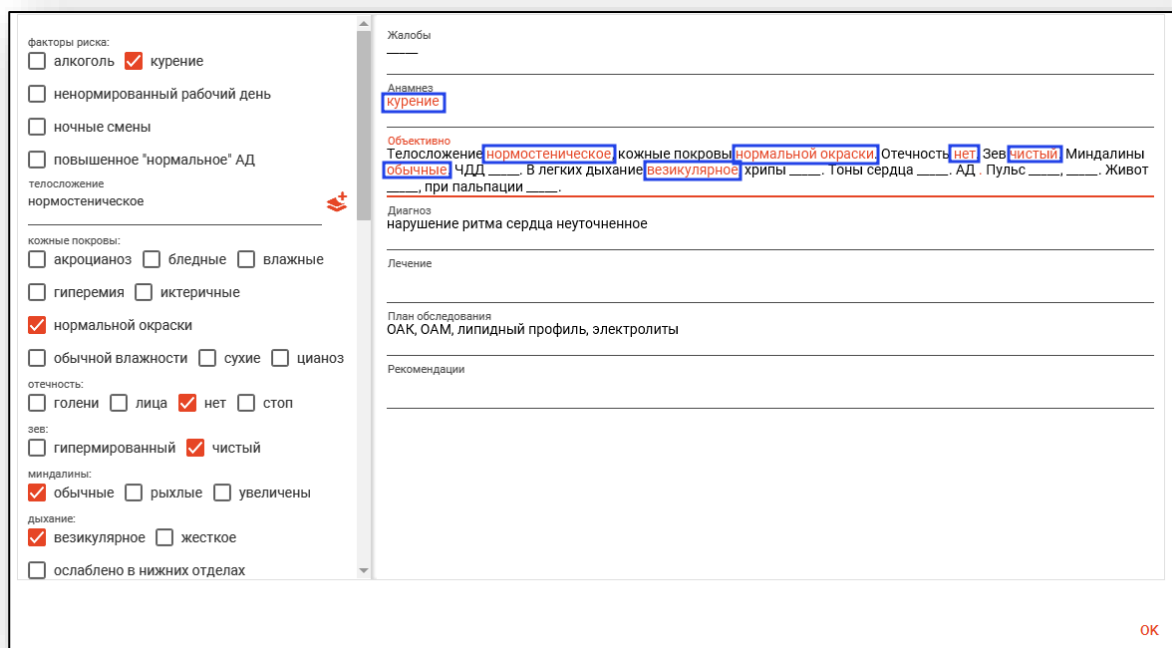 факторы риска:
алкоголь курение
ненормированный рабочий день
ночные смены
повышенное "нормальное" АД
телосложение
нормостеническое
кожные покровы:
акроцианоз бледные влажные
гиперемия иктеричные
нормальной окраски
обычной влажности сухие цианоз
отечность:
голени лица нет стоп
зев:
гипермированный чистый
миндалины:
обычные рыхлые увеличены
дыхание:
везикулярное жесткое
ослаблено в нижних отделах
Жалобы
_____
Анамнез
курение
Объективно
Телосложение нормостеническое, кожные покровы нормальной окраски. Отечность нет. Зев чистый. Миндалины
обычные. ЧДД _____. В легких дыхание везикулярное хрипы _____. Тоны сердца _____. АД . Пульс _____, _____. Живот
_____, при пальпации _____.
Диагноз
нарушение ритма сердца неуточненное
Лечение
План обследования
ОАК, ОАМ, липидный профиль, электролиты
Рекомендации
ОК